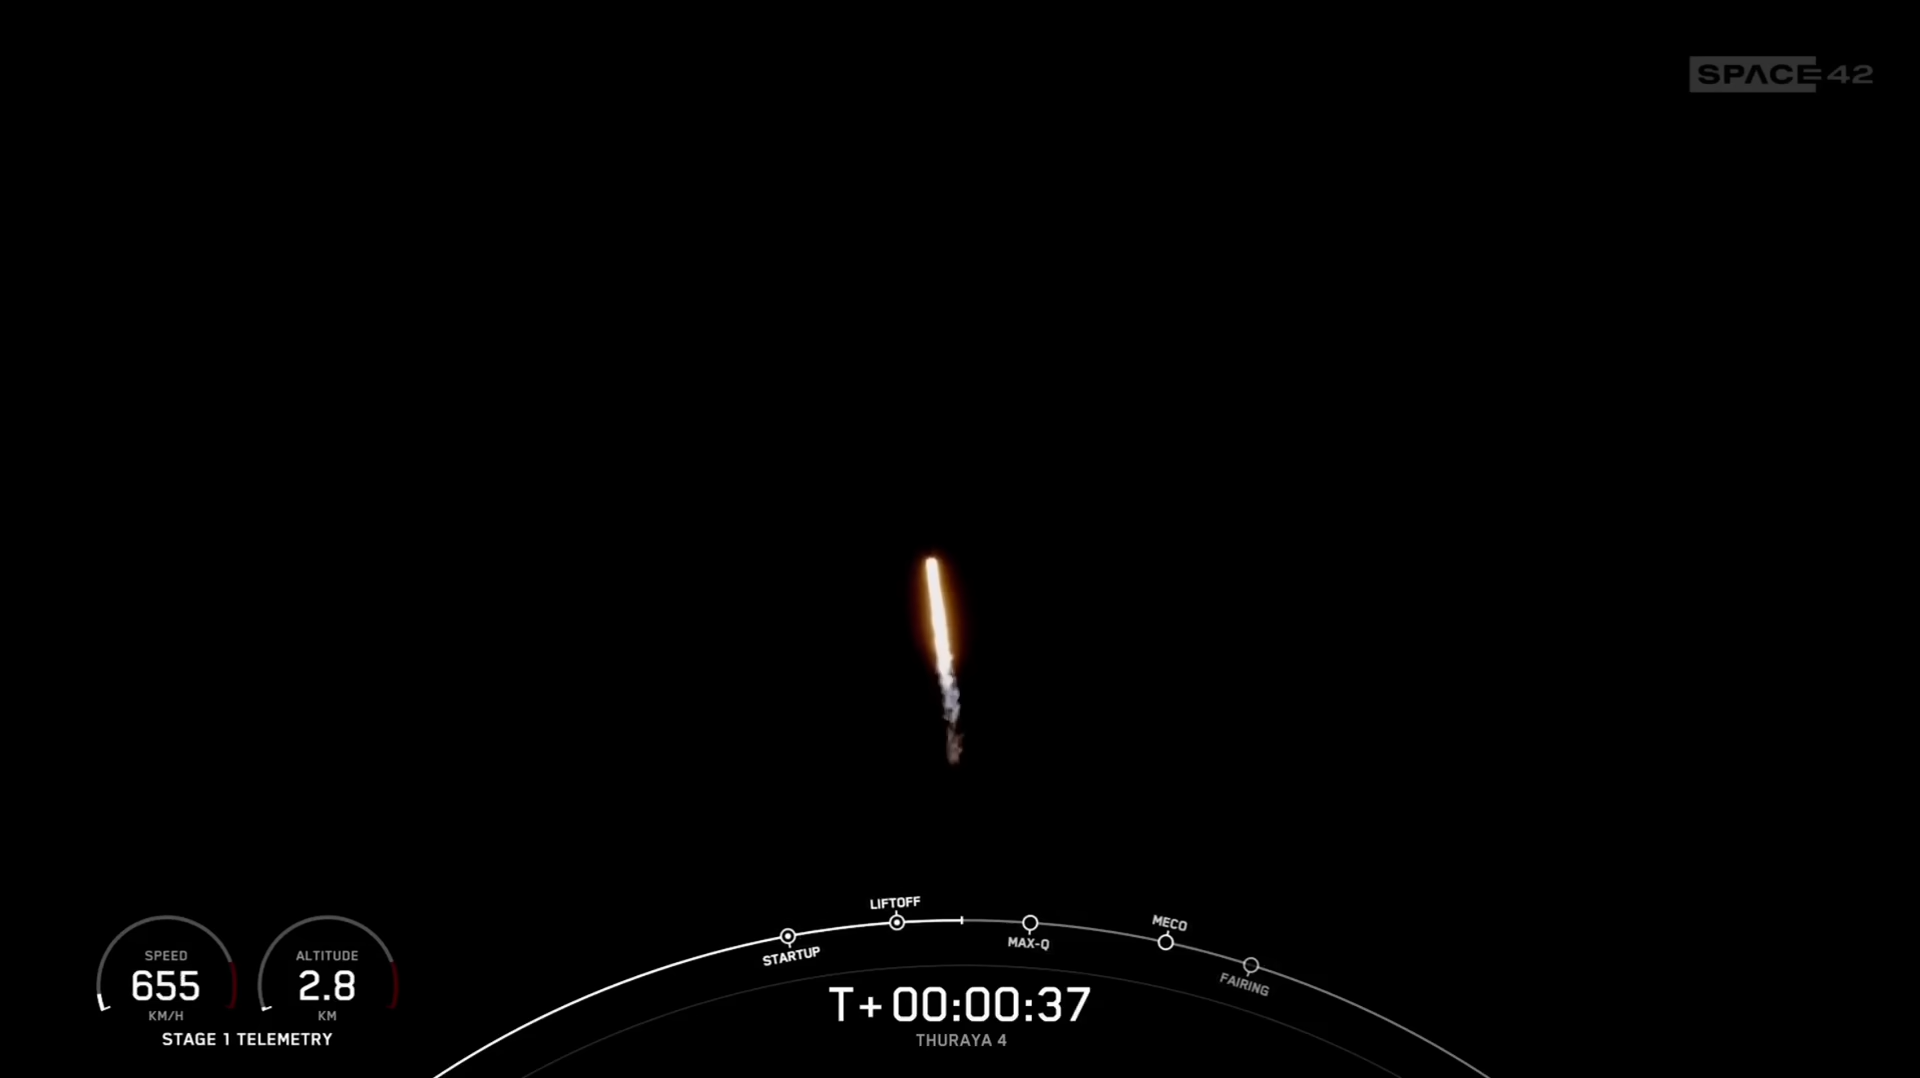 SPACE42
LIFTOFF
STARTUP
MAX-Q
MECO
FAIRING
SPEED
655
KM/H
ALTITUDE
2.8
KM
STAGE 1 TELEMETRY
T+00:00:37
THURAYA 4